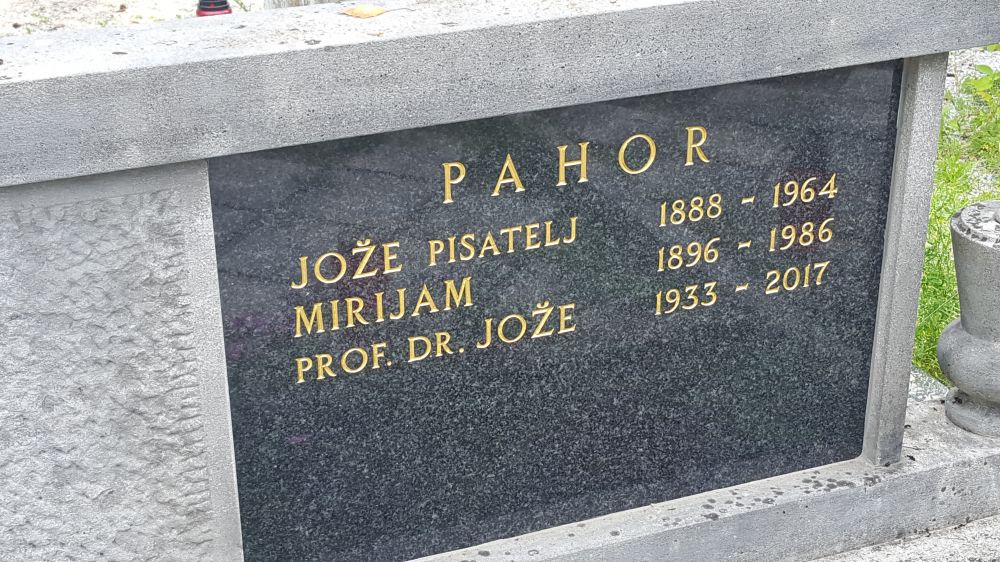 PAHOR
JOŽE PISATELJ 1888 - 1964
MIRIJAM 1896 - 1986
PROF. DR. JOŽE 1933 - 2017